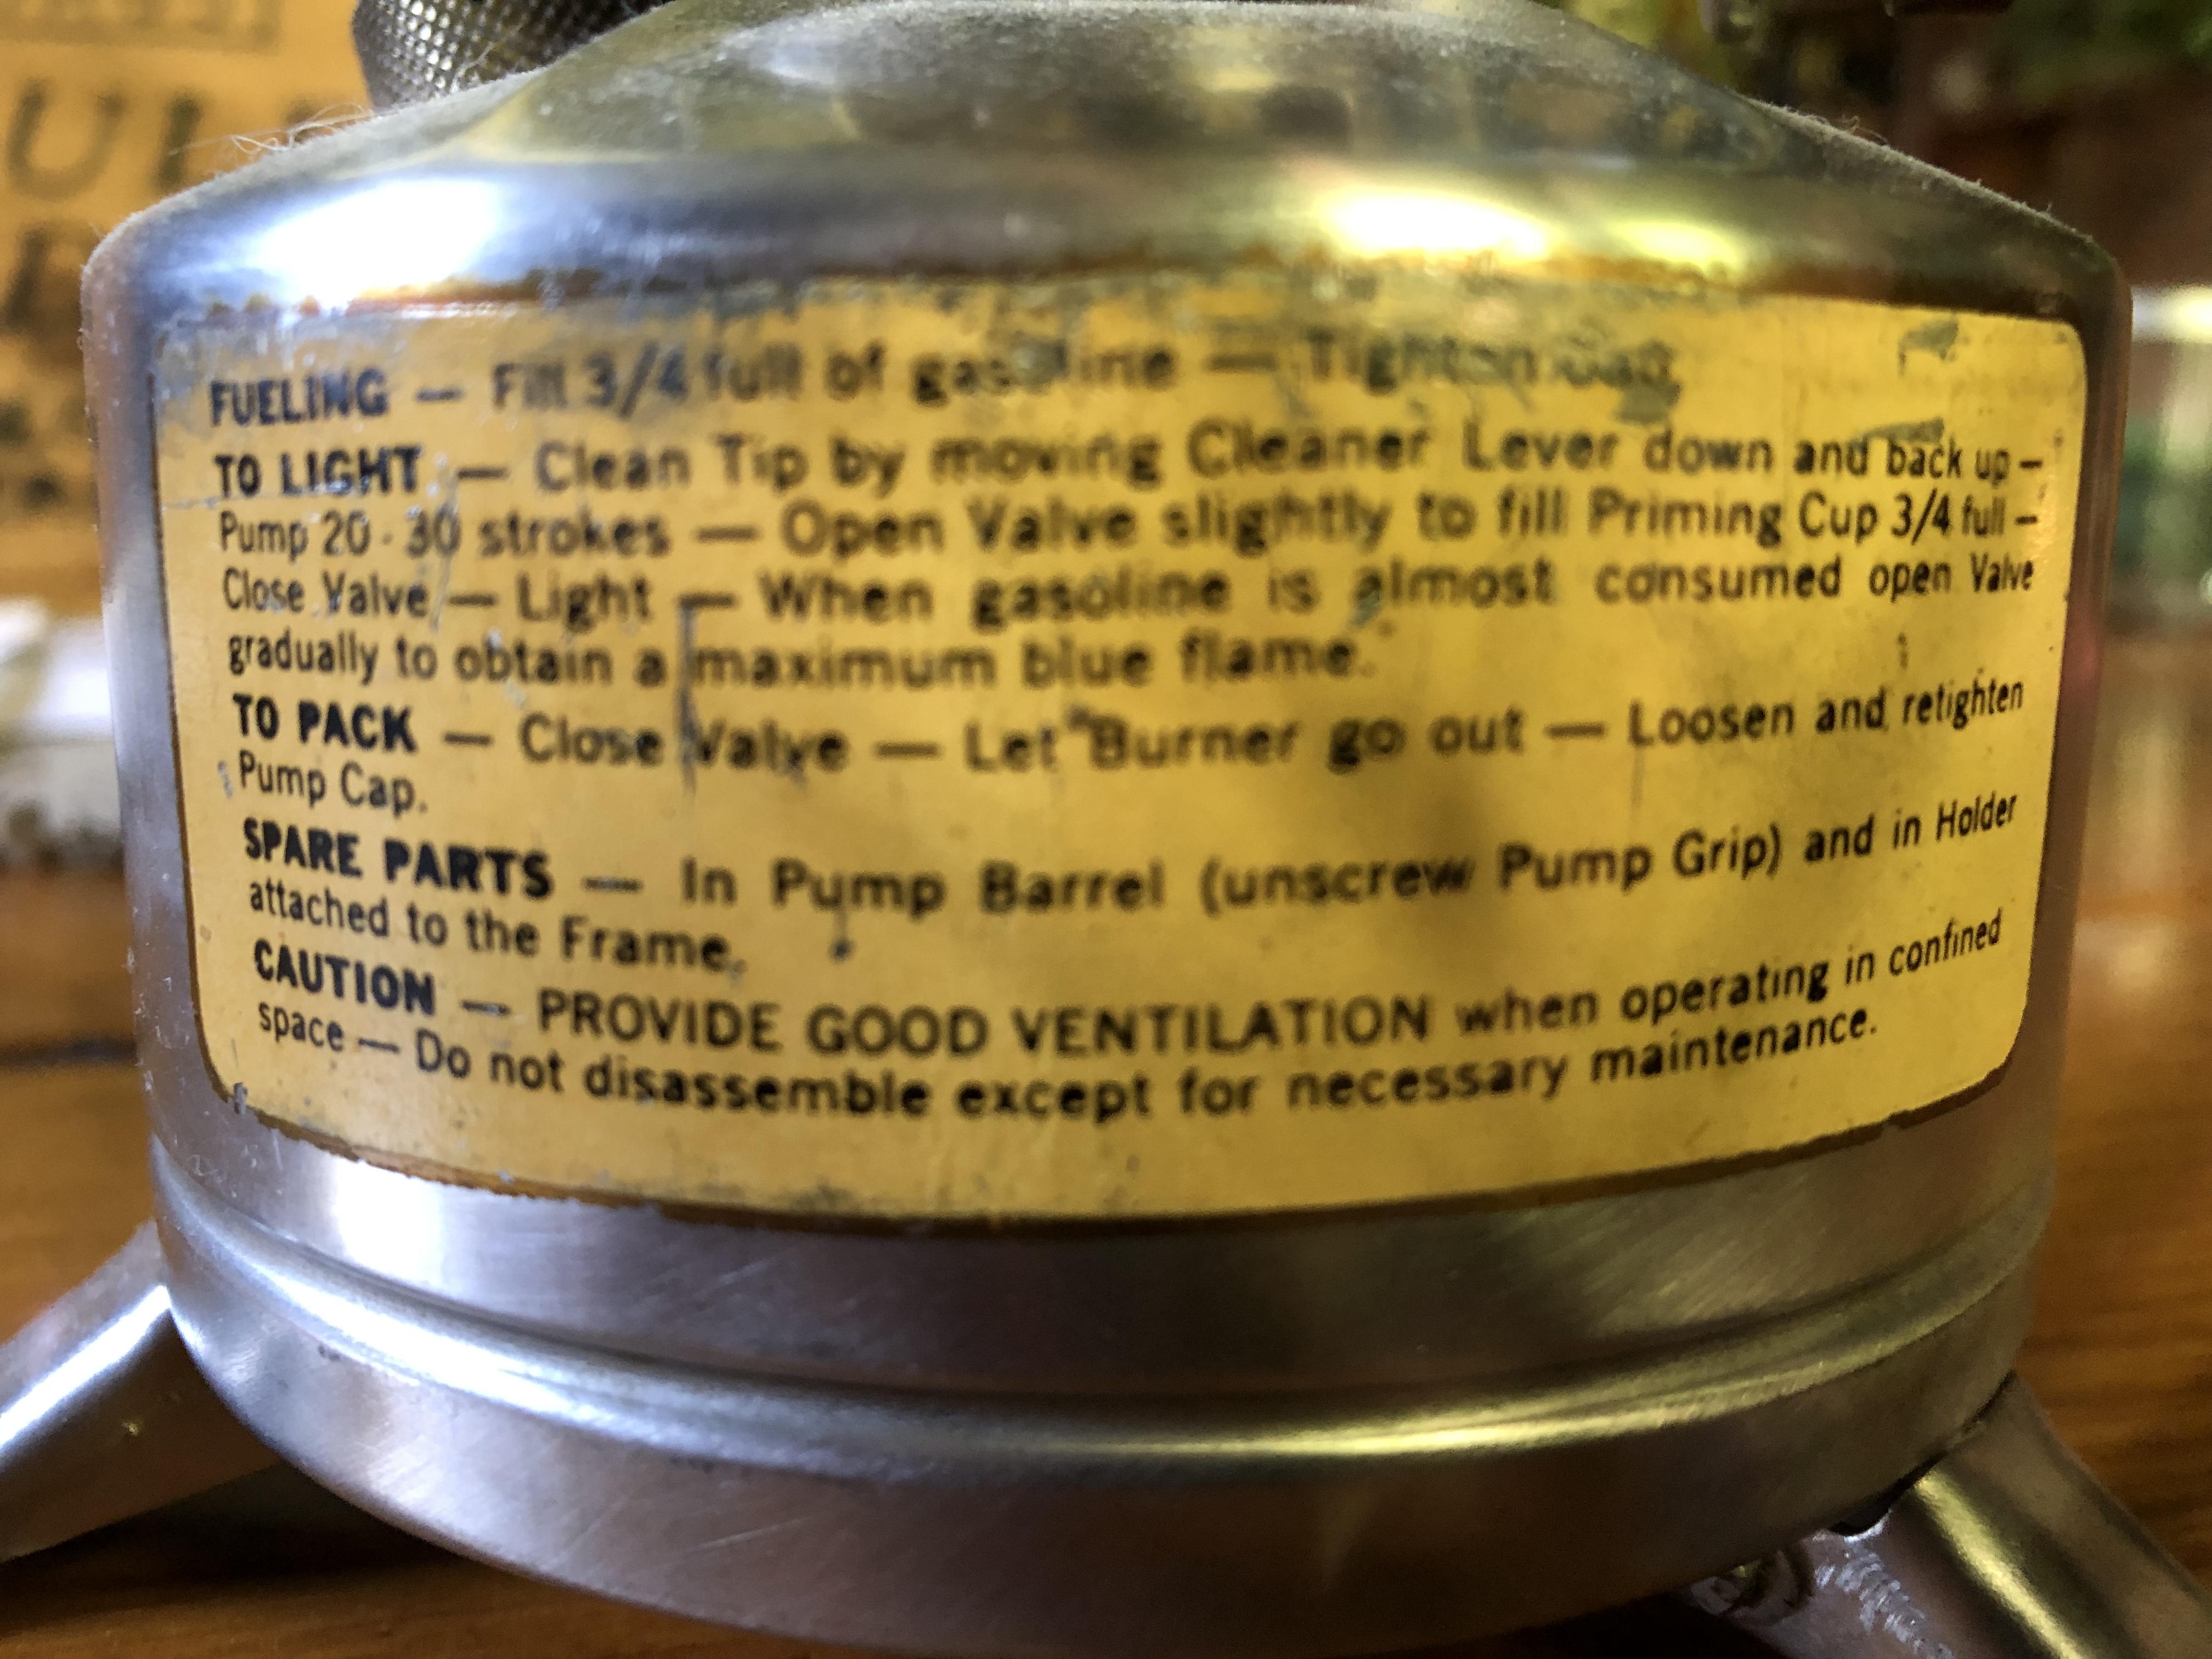 FUELING — Fill 3/4 full of gasoline — Tighten Cap.
TO LIGHT — Clean Tip by moving Cleaner Lever down and back up –
Pump 20 - 30 strokes — Open Valve slightly to fill Priming Cup 3/4 full –
Close Valve — Light — When gasoline is almost consumed open Valve
gradually to obtain a maximum blue flame.
TO PACK — Close Valve — Let Burner go out — Loosen and retighten
Pump Cap.
SPARE PARTS — In Pump Barrel (unscrew Pump Grip) and in Holder
attached to the Frame.
CAUTION — PROVIDE GOOD VENTILATION when operating in confined
space — Do not disassemble except for necessary maintenance.